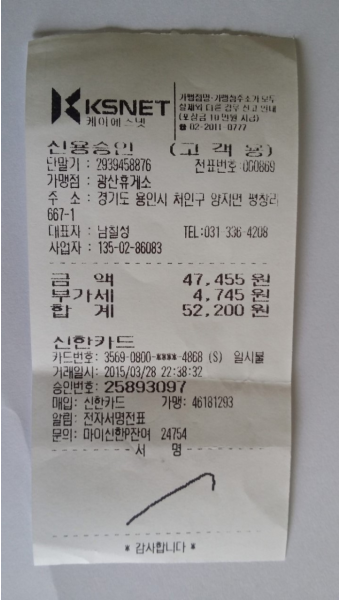 KSNET
케이에스넷
가맹점명·가맹점주소가 모두
실제와 다른 경우 신고 안내
(포상금 10만원 지급)
☎ 02-2011-0777
신용승인 (고객용)
단말기 : 2939458876 전표번호:060869
가맹점 : 광산휴게소
주 소 : 경기도 용인시 처인구 양지면 평창리
667-1
대표자 : 남칠성 TEL:031 336 4208
사업자 : 135-02-86083
금 액 47,455 원
부가세 4,745 원
합 계 52,200 원
신한카드
카드번호: 3569-0800-****-4868 (S) 일시불
거래일시: 2015/03/28 22:38:32
승인번호: 25893097
매입: 신한카드 가맹: 46181293
알림: 전자서명전표
문의: 마이신한P잔여 24754
서 명
* 감사합니다 *